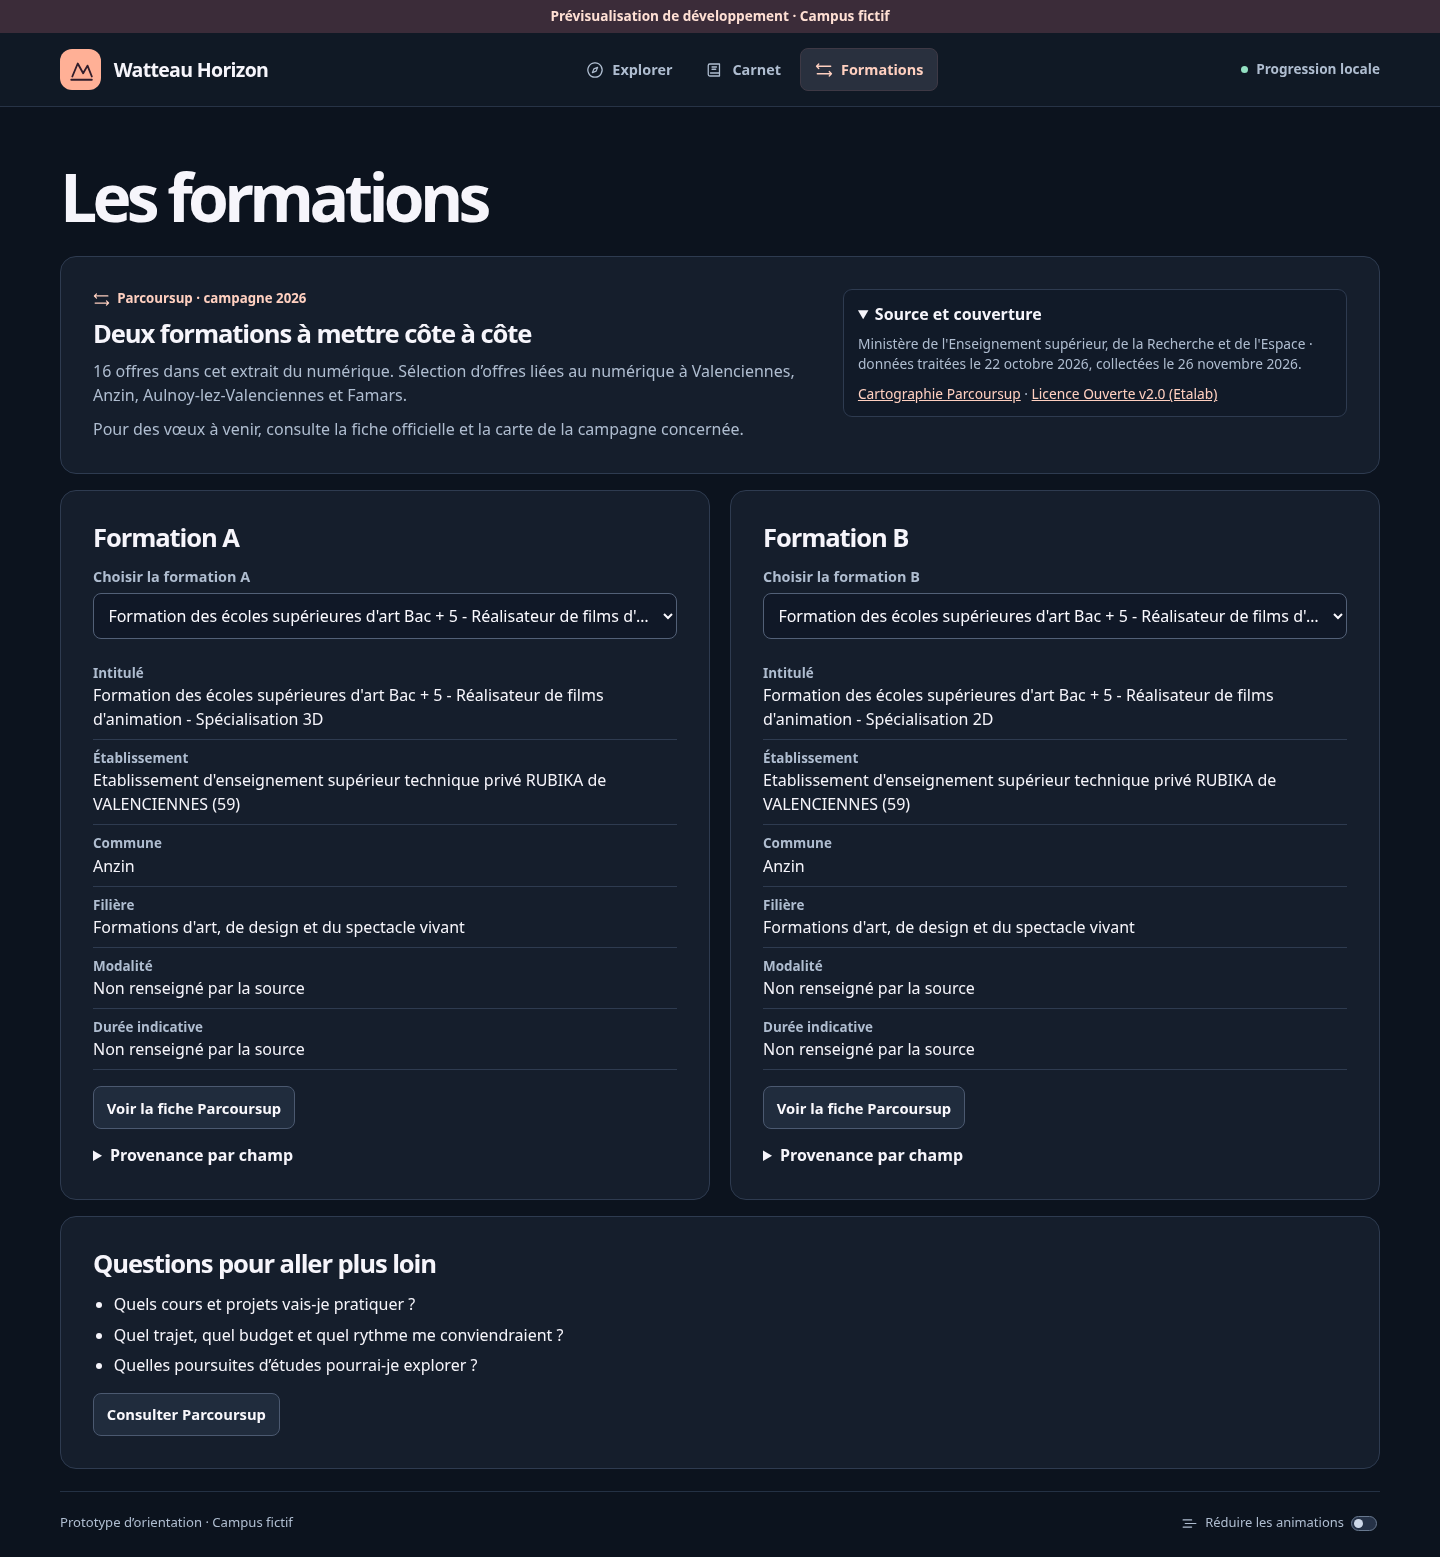 Prévisualisation de développement · Campus fictif
Watteau Horizon
Explorer
Carnet
Formations
Progression locale
Les formations
Parcoursup · campagne 2026
Deux formations à mettre côte à côte
16 offres dans cet extrait du numérique. Sélection d’offres liées au numérique à Valenciennes,
Anzin, Aulnoy-lez-Valenciennes et Famars.
Pour des vœux à venir, consulte la fiche officielle et la carte de la campagne concernée.
Source et couverture
Ministère de l'Enseignement supérieur, de la Recherche et de l'Espace ·
données traitées le 22 octobre 2026, collectées le 26 novembre 2026.
Cartographie Parcoursup · Licence Ouverte v2.0 (Etalab)
Formation A
Choisir la formation A
Formation des écoles supérieures d'art Bac + 5 - Réalisateur de films d'...
Intitulé
Formation des écoles supérieures d'art Bac + 5 - Réalisateur de films
d'animation - Spécialisation 3D
Établissement
Etablissement d'enseignement supérieur technique privé RUBIKA de
VALENCIENNES (59)
Commune
Anzin
Filière
Formations d'art, de design et du spectacle vivant
Modalité
Non renseigné par la source
Durée indicative
Non renseigné par la source
Voir la fiche Parcoursup
Provenance par champ
Formation B
Choisir la formation B
Formation des écoles supérieures d'art Bac + 5 - Réalisateur de films d'...
Intitulé
Formation des écoles supérieures d'art Bac + 5 - Réalisateur de films
d'animation - Spécialisation 2D
Établissement
Etablissement d'enseignement supérieur technique privé RUBIKA de
VALENCIENNES (59)
Commune
Anzin
Filière
Formations d'art, de design et du spectacle vivant
Modalité
Non renseigné par la source
Durée indicative
Non renseigné par la source
Voir la fiche Parcoursup
Provenance par champ
Questions pour aller plus loin
Quels cours et projets vais-je pratiquer ?
Quel trajet, quel budget et quel rythme me conviendraient ?
Quelles poursuites d’études pourrai-je explorer ?
Consulter Parcoursup
Prototype d’orientation · Campus fictif
Réduire les animations